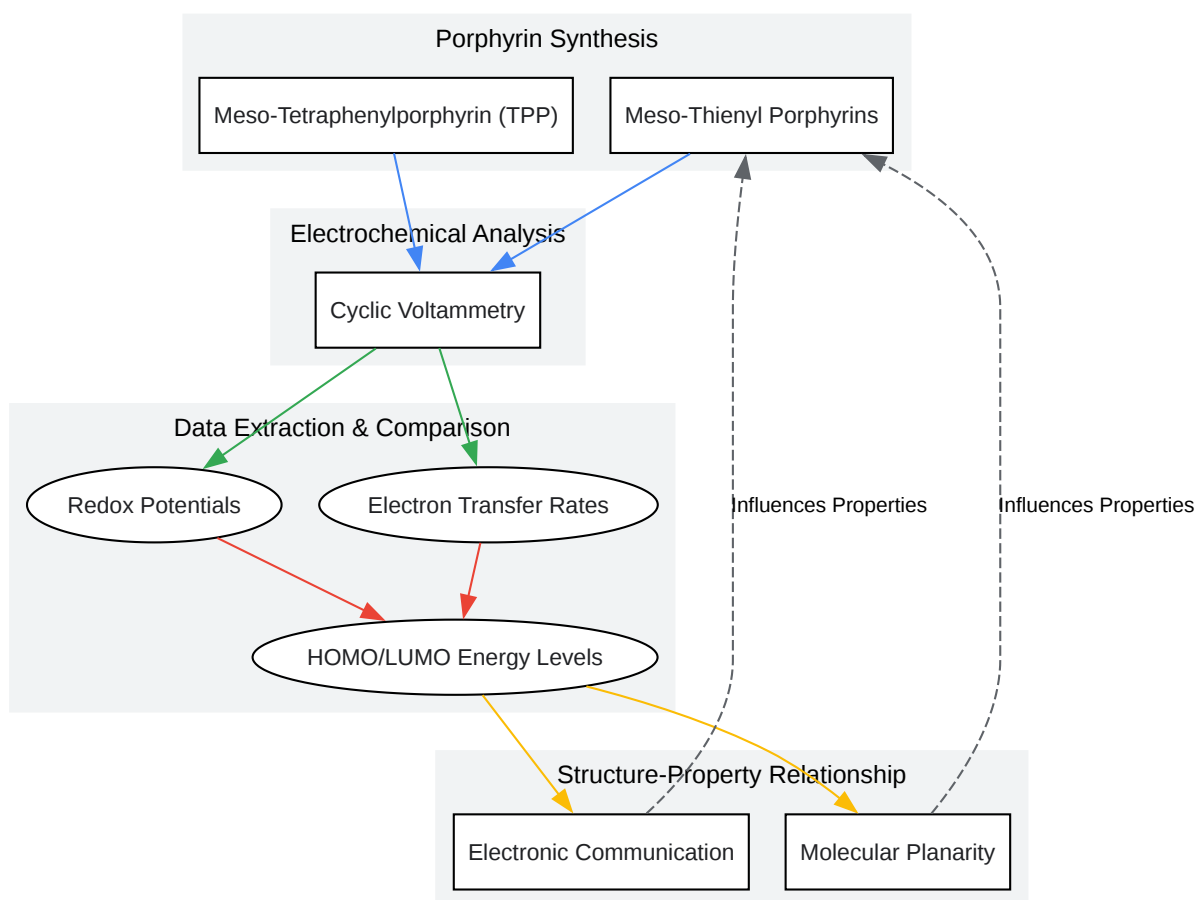 Porphyrin Synthesis
Meso-Tetraphenylporphyrin (TPP)
Meso-Thienyl Porphyrins
Electrochemical Analysis
Cyclic Voltammetry
Data Extraction & Comparison
Redox Potentials
Electron Transfer Rates
Influences Properties
Influences Properties
HOMO/LUMO Energy Levels
Structure-Property Relationship
Electronic Communication
Molecular Planarity